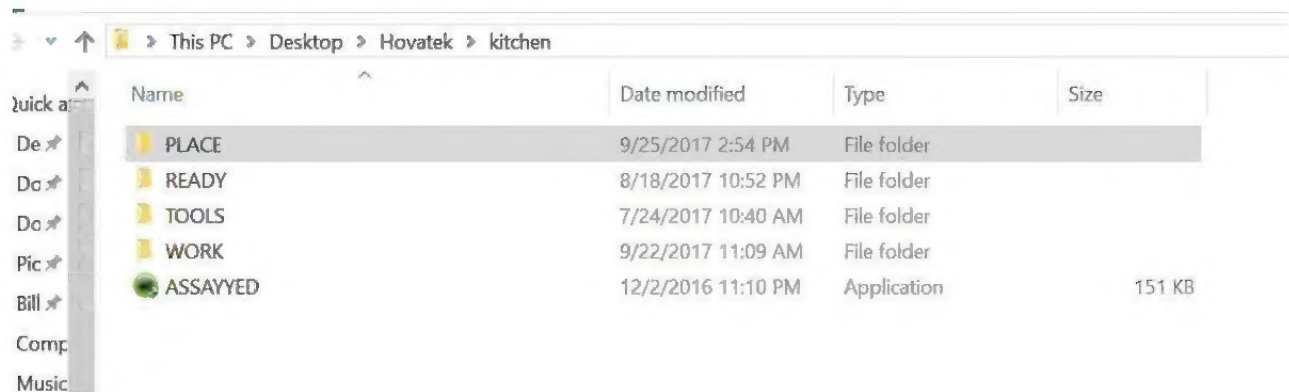 This PC > Desktop > Hovatek > kitchen
Name Date modified Type Size
PLACE 9/25/2017 2:54 PM File folder
READY 8/18/2017 10:52 PM File folder
TOOLS 7/24/2017 10:40 AM File folder
WORK 9/22/2017 11:09 AM File folder
ASSAYYED 12/2/2016 11:10 PM Application 151 KB
De
Do
Do
Pic
Bill
Comp
Music